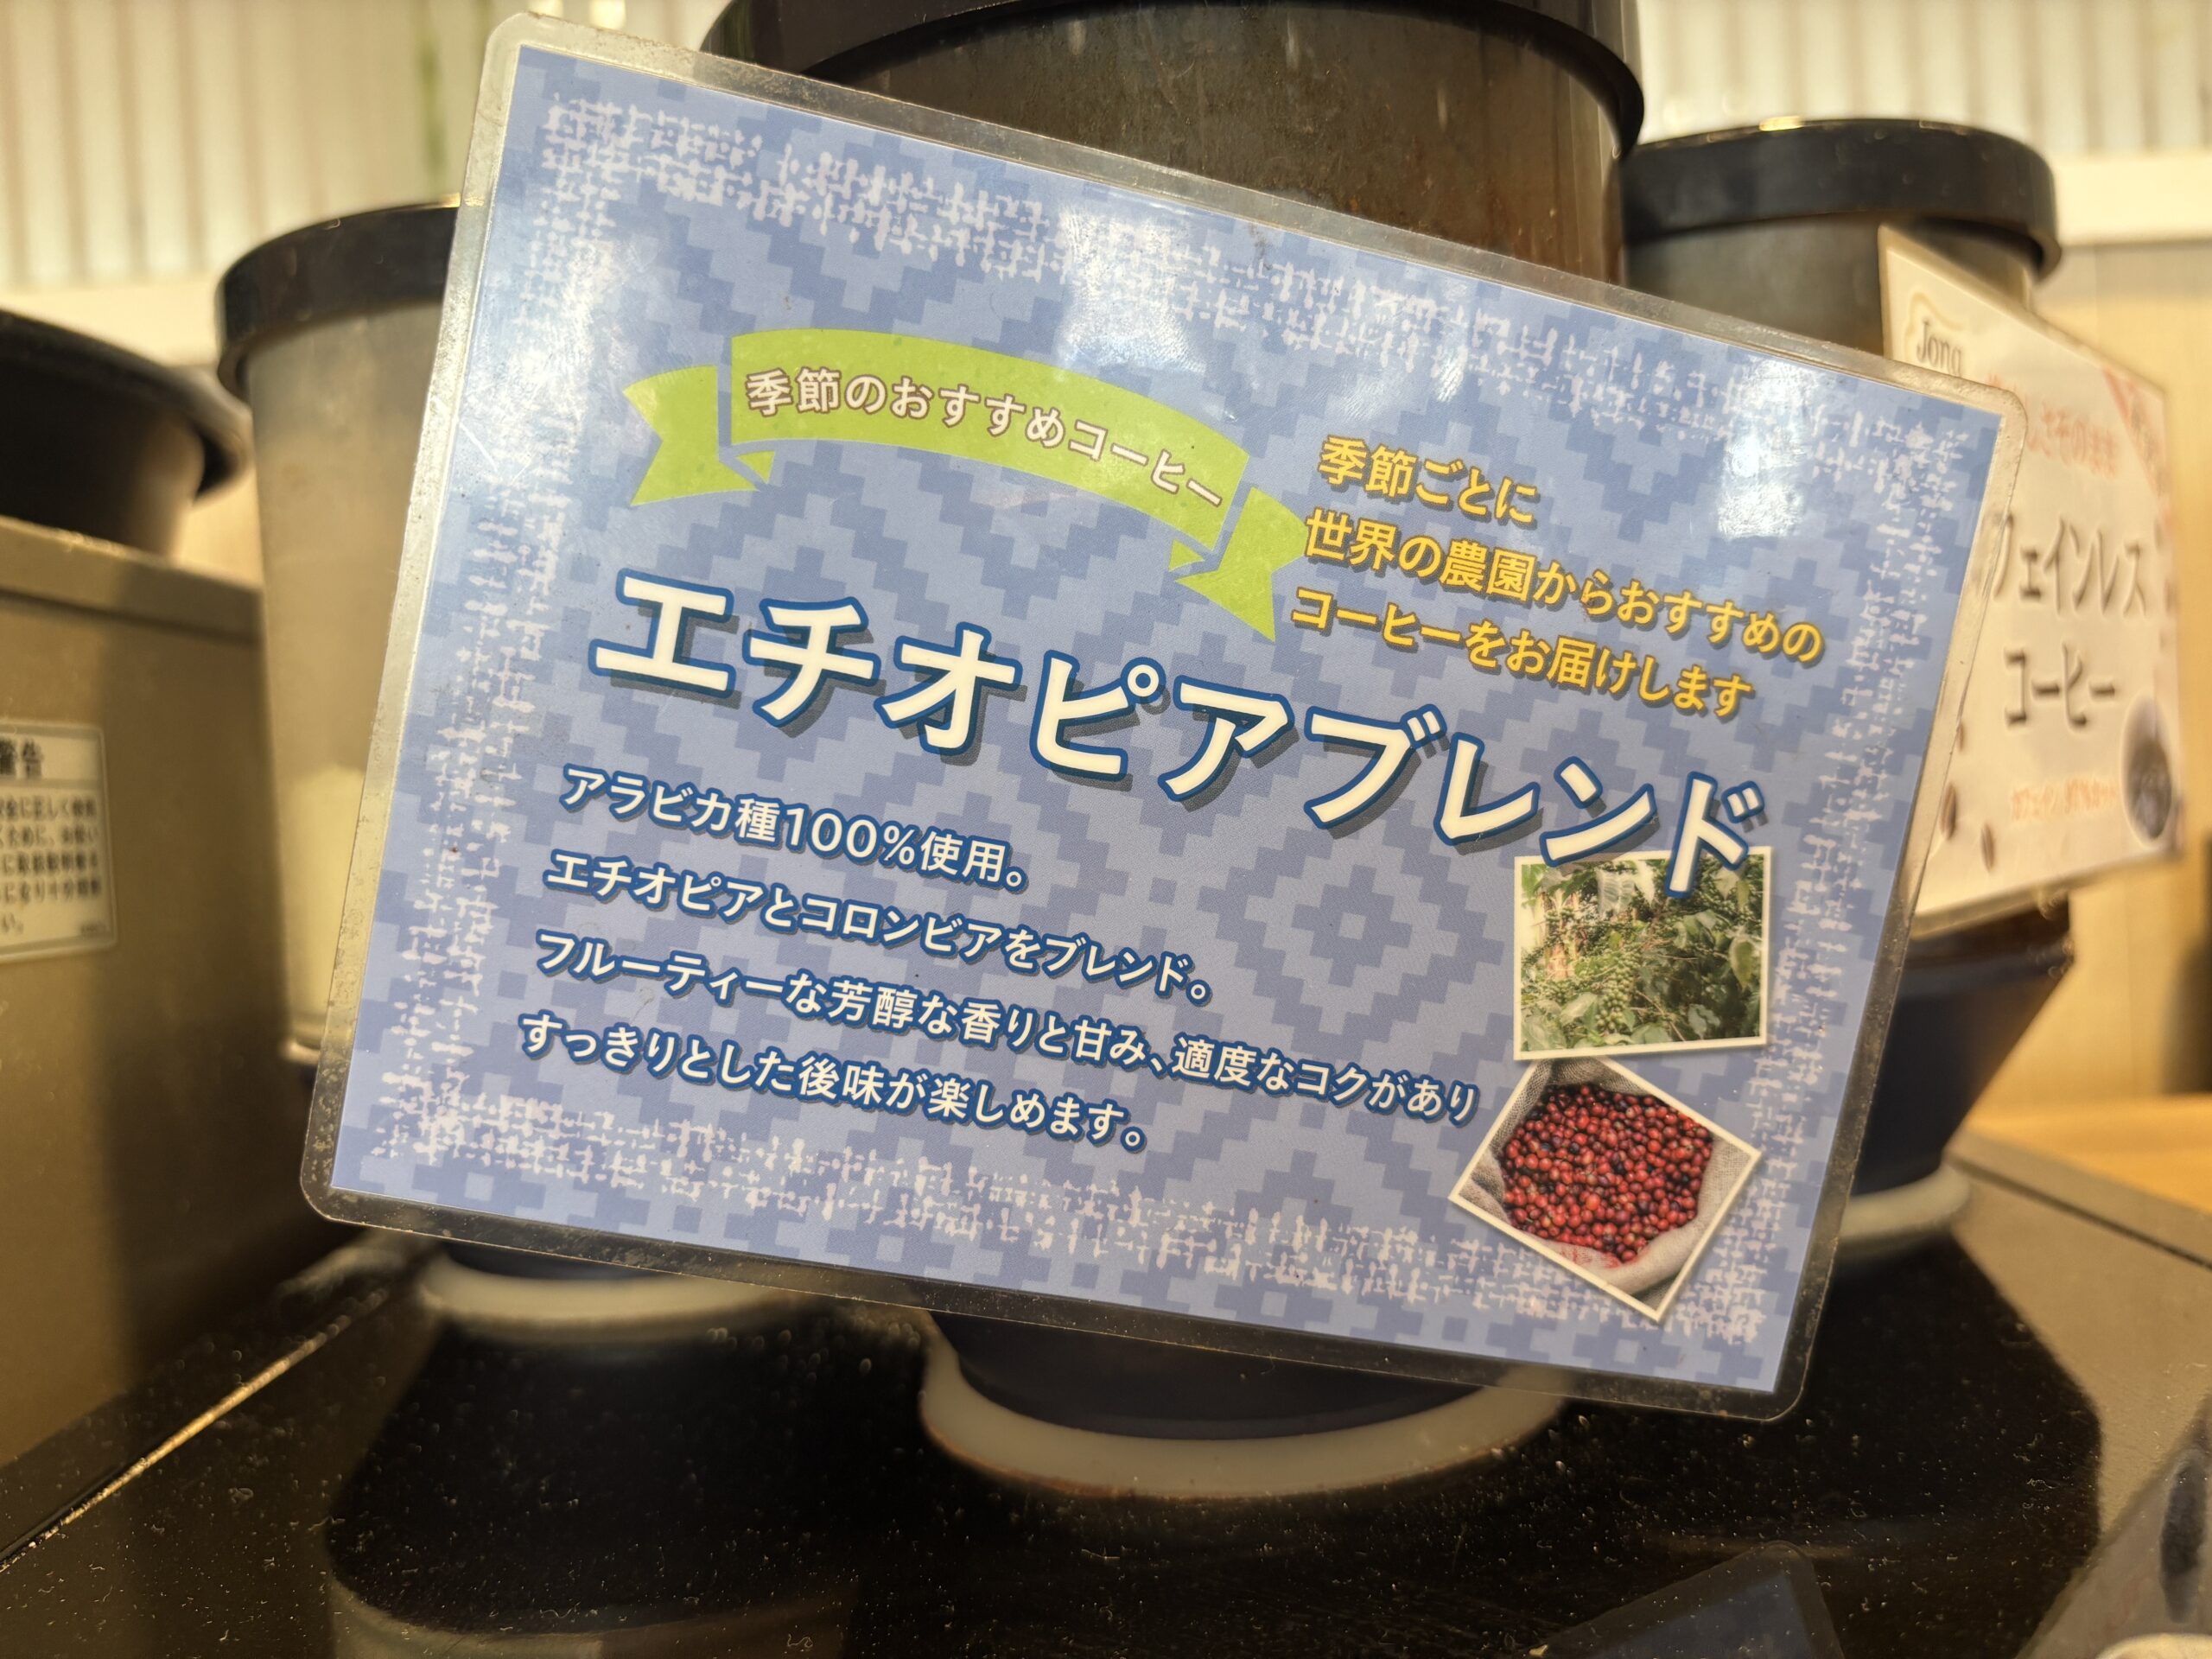 季節のおすすめコーヒー
季節ごとに
世界の農園からおすすめの
コーヒーをお届けします
エチオピアブレンド
アラビカ種100%使用。
エチオピアとコロンビアをブレンド。
フルーティーな芳醇な香りと甘み、適度なコクがあり
すっきりとした後味が楽しめます。
Jong
フェインレス
コーヒー
警告